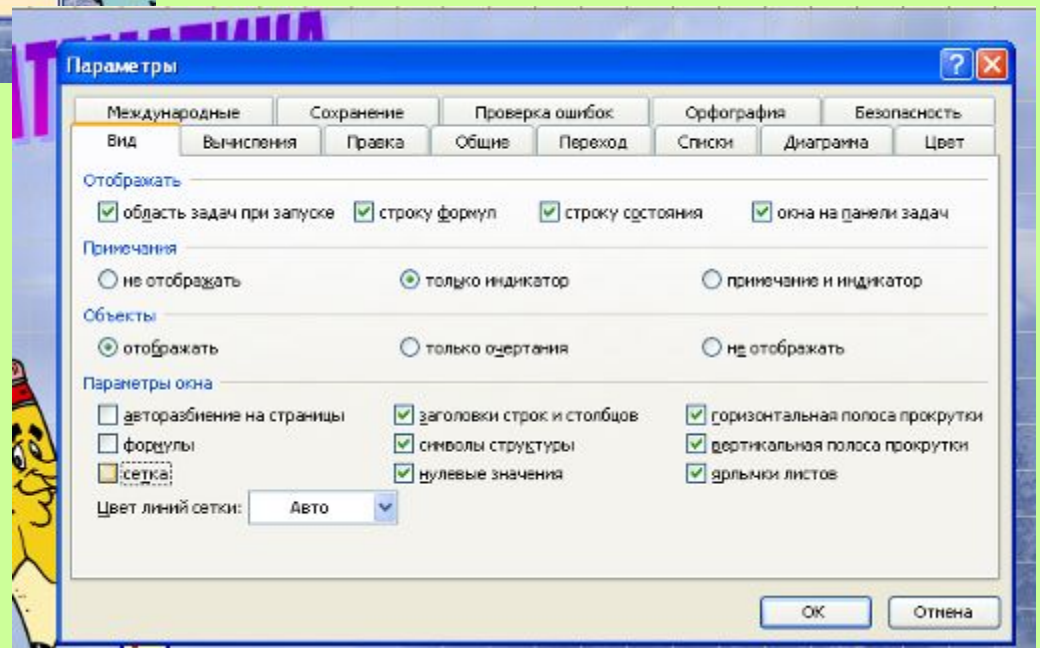 Параметры
Международные Сохранение Проверка ошибок Орфография Безопасность
Вид Вычисления Правка Общие Переход Списки Диаграмма Цвет
Отображать
область задач при запуске строку формул строку состояния окна на панели задач
Примечания
не отображать только индикатор примечание и индикатор
Объекты
отображать только очертания не отображать
Параметры окна
авторазбиение на страницы заголовки строк и столбцов горизонтальная полоса прокрутки
формулы символы структуры вертикальная полоса прокрутки
сетка нулевые значения ярлычки листов
Цвет линий сетки: Авто
ОК Отмена